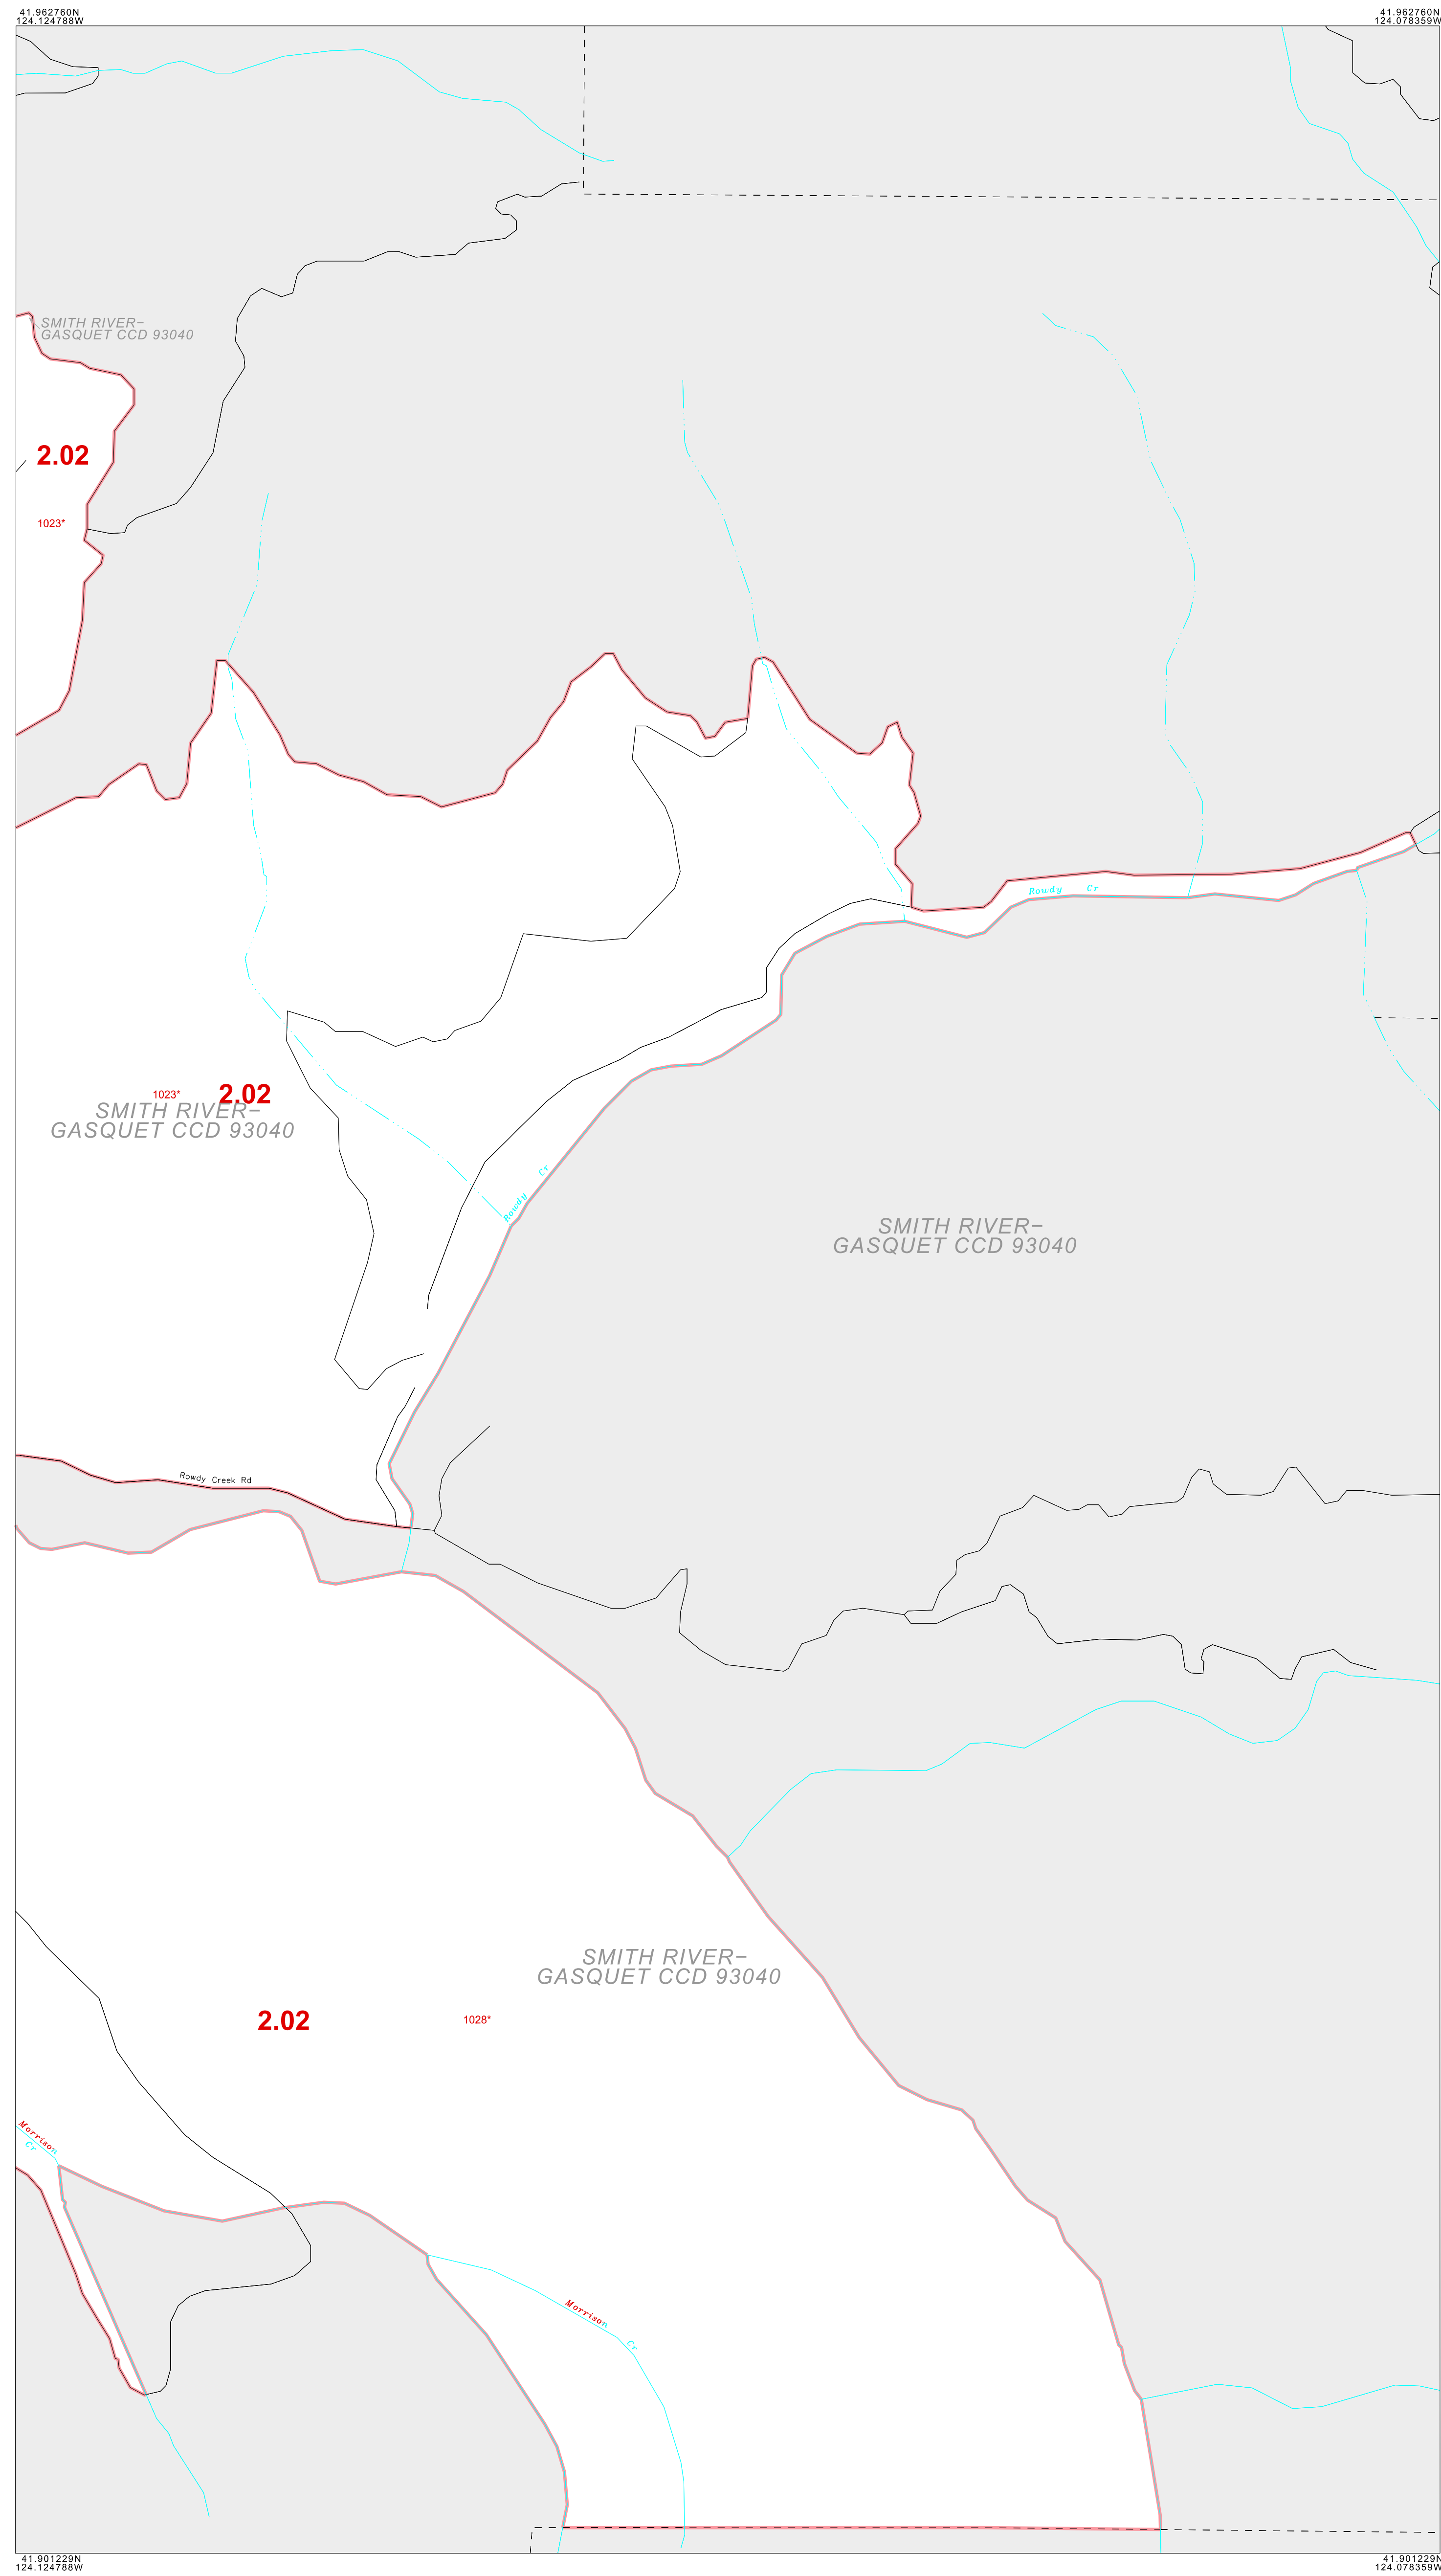 41.962760N
124.124788W
41.962760N
124.078359W
SMITH RIVER-
GASQUET CCD 93040
2.02
1023*
Rowdy Cr
1023*
2.02
SMITH RIVER-
GASQUET CCD 93040
Rowdy Cr
SMITH RIVER-
GASQUET CCD 93040
Rowdy Creek Rd
SMITH RIVER-
GASQUET CCD 93040
2.02
1028*
Morrison
Cr
Morrison Cr
41.901229N
124.124788W
41.901229N
124.078359W